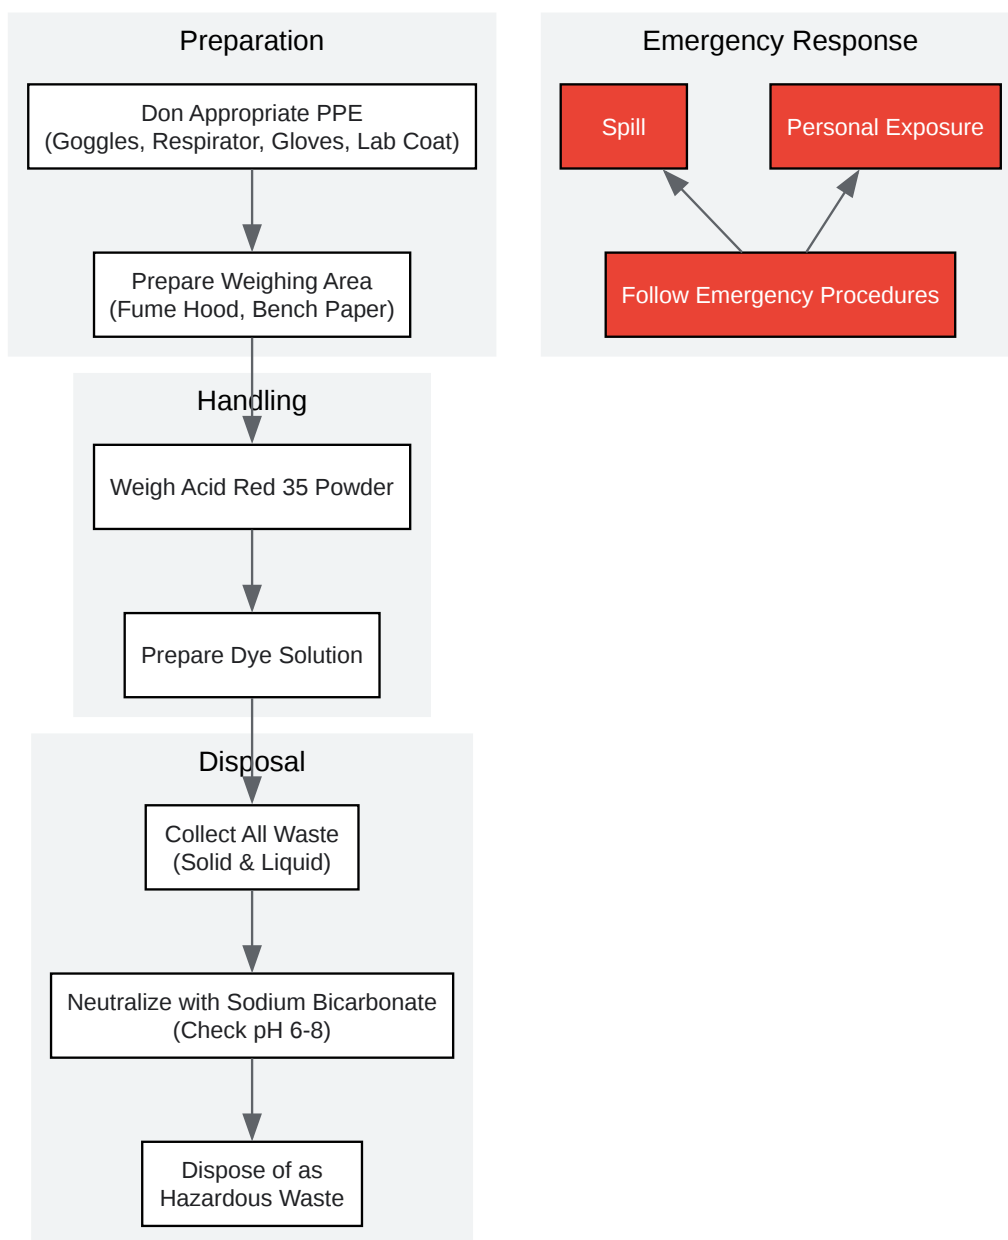 Preparation
Don Appropriate PPE
(Goggles, Respirator, Gloves, Lab Coat)
Prepare Weighing Area
(Fume Hood, Bench Paper)
Handling
Weigh Acid Red 35 Powder
Prepare Dye Solution
Disposal
Collect All Waste
(Solid & Liquid)
Neutralize with Sodium Bicarbonate
(Check pH 6-8)
Dispose of as
Hazardous Waste
Emergency Response
Spill
Personal Exposure
Follow Emergency Procedures